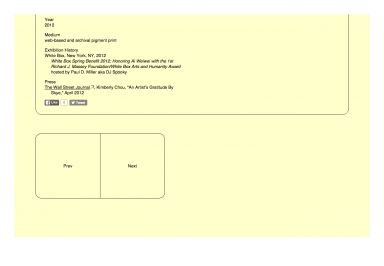 Year
2012
Medium
web-based and archival pigment print
Exhibition History
White Box, New York, NY, 2012
White Box Spring Benefit 2012: Honoring Ai Weiwei with the 1st
Richard J. Massey Foundation/White Box Arts and Humanity Award
hosted by Paul D. Miller aka DJ Spooky
Press
The Wall Street Journal, Kimberly Chou, "An Artist's Gratitude By
Skye," April 2012
Like Tweet
Prev Next